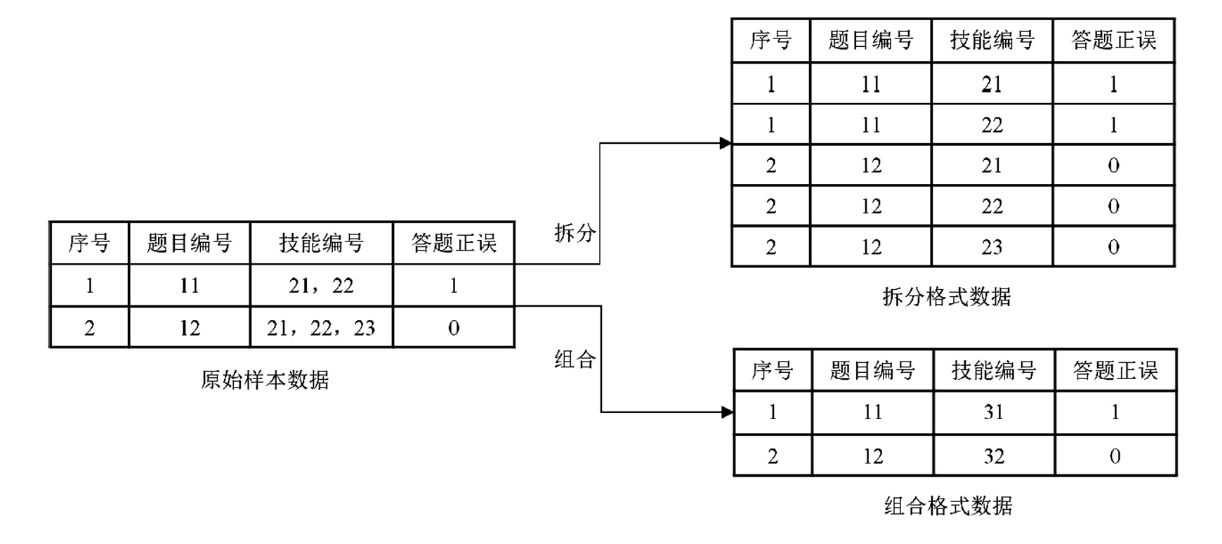 序号 题目编号 技能编号 答题正误
1 11 21 1
1 11 22 1
2 12 21 0
2 12 22 0
2 12 23 0
拆分格式数据
拆分
序号 题目编号 技能编号 答题正误
1 11 21，22 1
2 12 21，22，23 0
原始样本数据
组合
序号 题目编号 技能编号 答题正误
1 11 31 1
2 12 32 0
组合格式数据